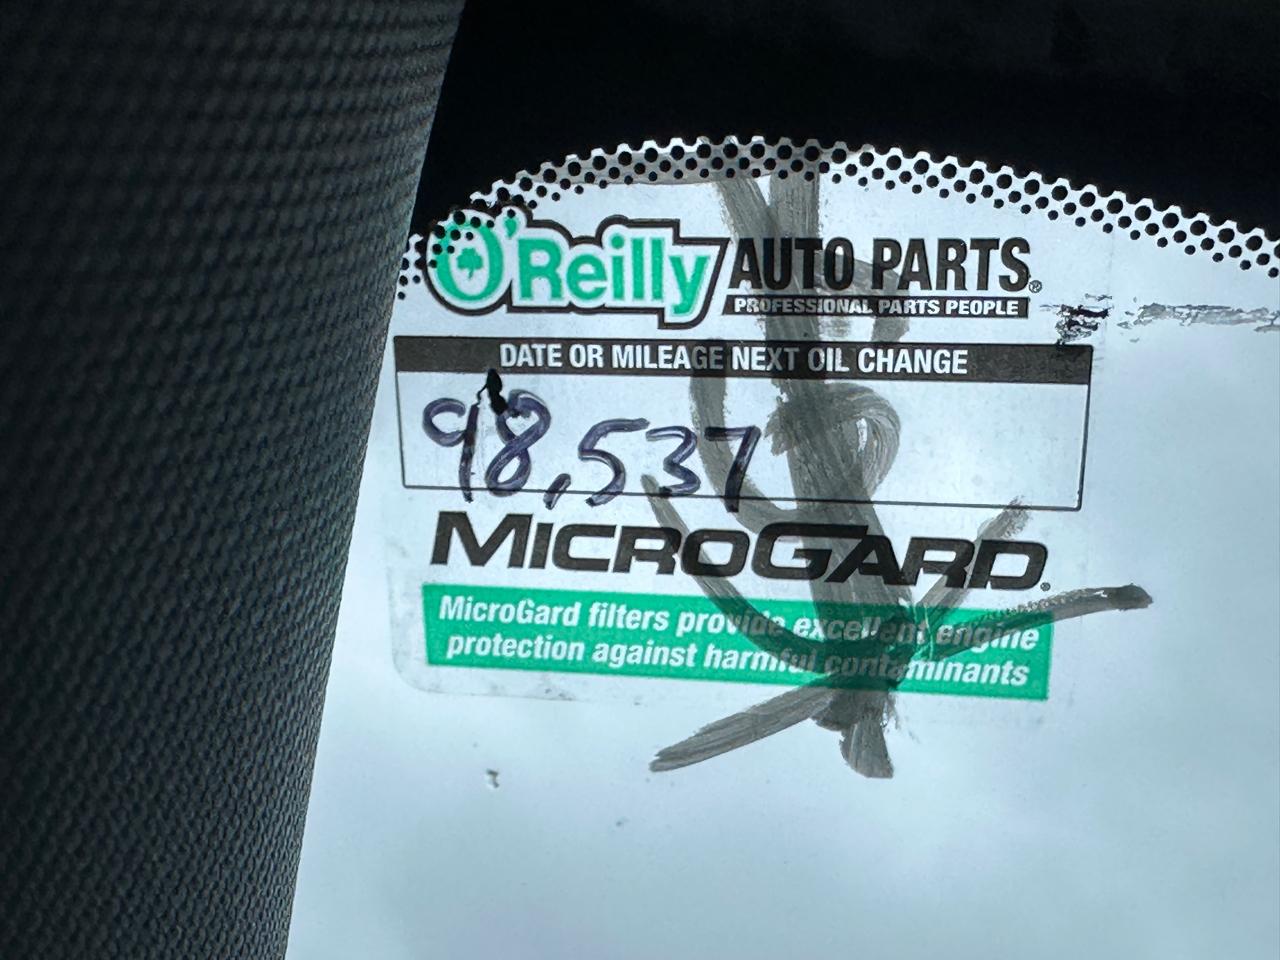 O'Reilly AUTO PARTS®
PROFESSIONAL PARTS PEOPLE
DATE OR MILEAGE NEXT OIL CHANGE
98,537
MICROGARD®
MicroGard filters provide excellent engine
protection against harmful contaminants